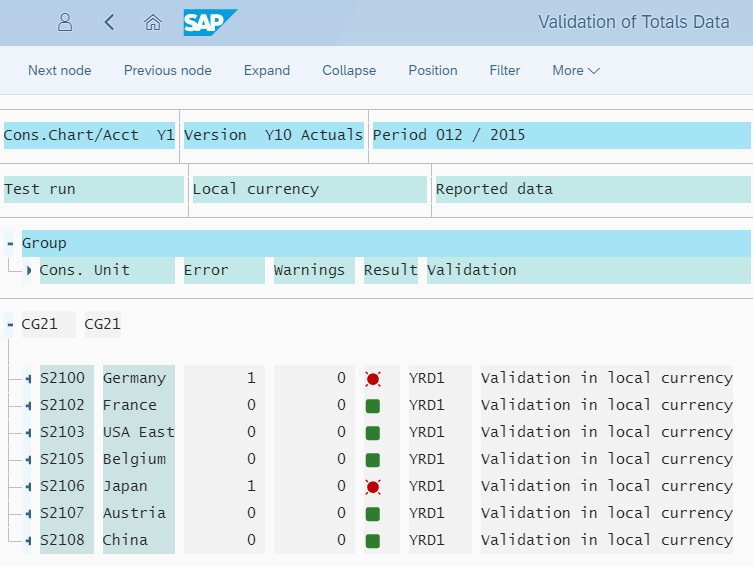 SAP Validation of Totals Data
Next node Previous node Expand Collapse Position Filter More
Cons.Chart/Acct Y1 Version Y10 Actuals Period 012 / 2015
Test run Local currency Reported data
Group
Cons. Unit Error Warnings Result Validation
CG21 CG21
S2100 Germany 1 0 YRD1 Validation in local currency
S2102 France 0 0 YRD1 Validation in local currency
S2103 USA East 0 0 YRD1 Validation in local currency
S2105 Belgium 0 0 YRD1 Validation in local currency
S2106 Japan 1 0 YRD1 Validation in local currency
S2107 Austria 0 0 YRD1 Validation in local currency
S2108 China 0 0 YRD1 Validation in local currency